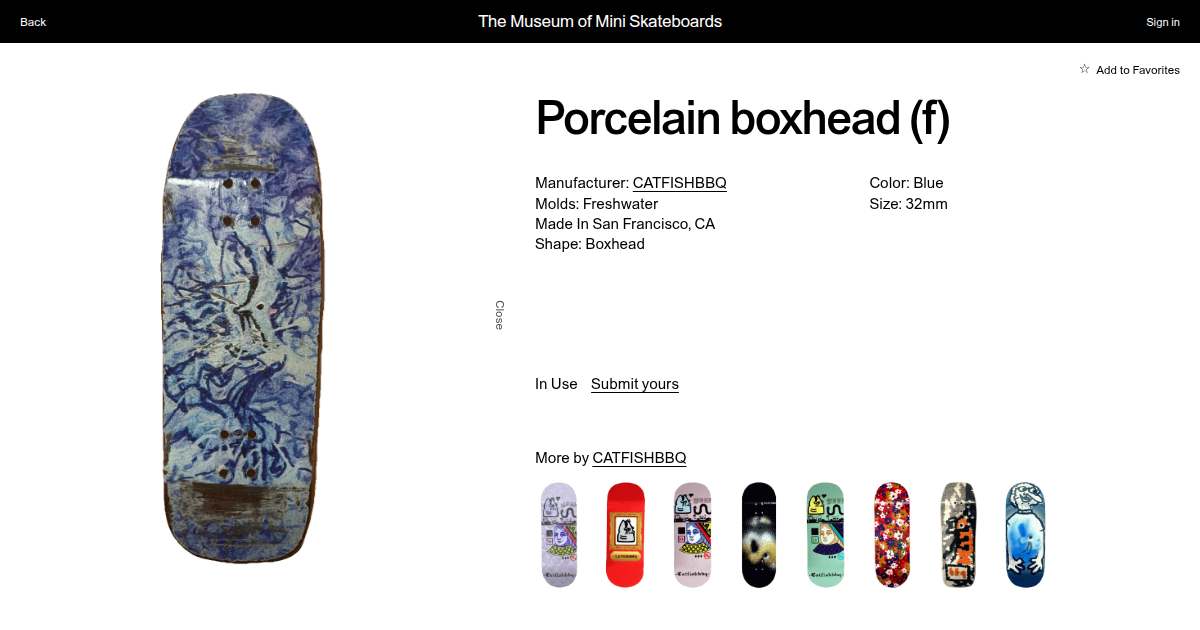 Back
The Museum of Mini Skateboards
Sign in
☆ Add to Favorites
Porcelain boxhead (f)
Manufacturer: CATFISHBBQ
Molds: Freshwater
Made In San Francisco, CA
Shape: Boxhead
Color: Blue
Size: 32mm
Close
In Use Submit yours
More by CATFISHBBQ